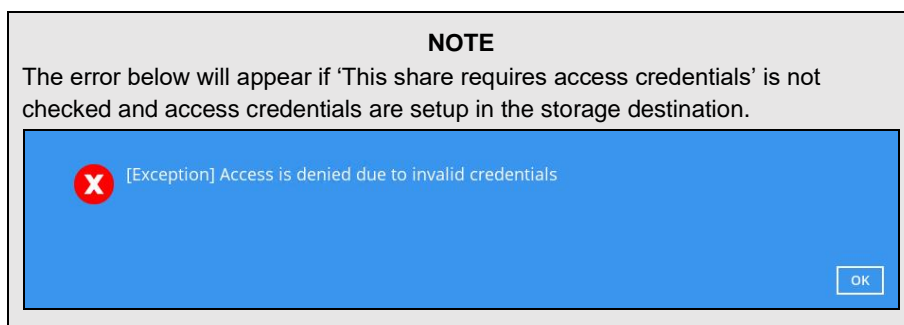 NOTE
The error below will appear if ‘This share requires access credentials’ is not
checked and access credentials are setup in the storage destination.
X
[Exception] Access is denied due to invalid credentials
OK